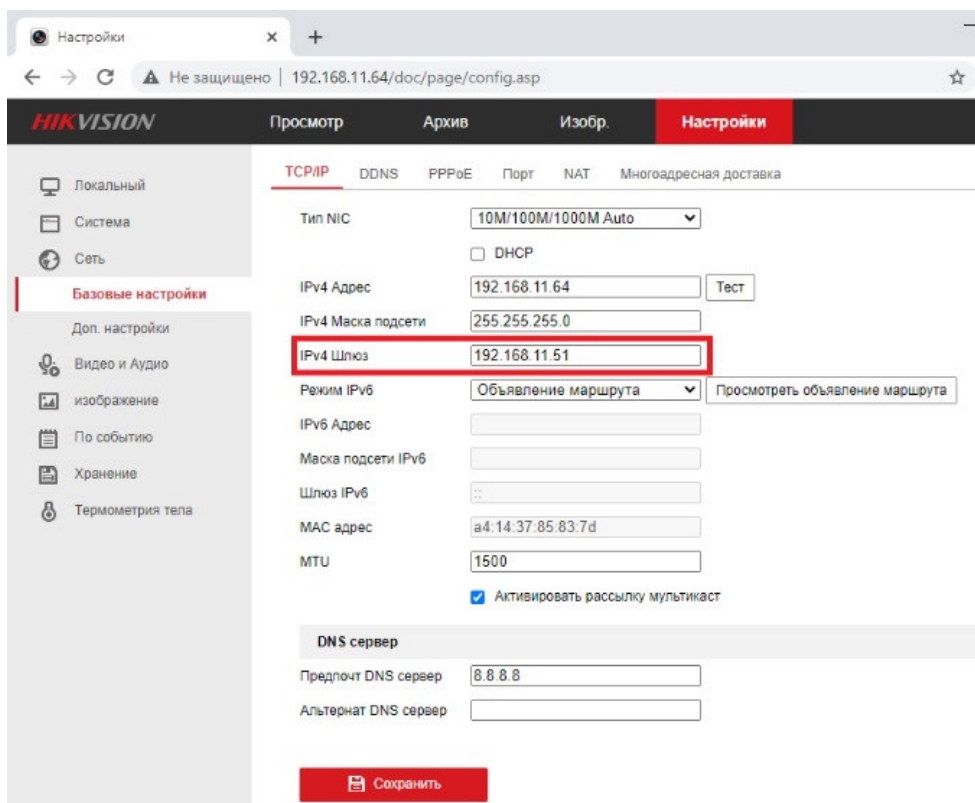 Настройки
Не защищено 192.168.11.64/doc/page/config.asp
HIKVISION Просмотр Архив Изобр. Настройки
Локальный
Система
Сеть
Базовые настройки
Доп. настройки
Видео и Аудио
изображение
По событию
Хранение
Термометрия тела
TCP/IP DDNS PPPoE Порт NAT Многоадресная доставка
Тип NIC 10M/100M/1000M Auto
DHCP
IPv4 Адрес 192.168.11.64 Тест
IPv4 Маска подсети 255.255.255.0
IPv4 Шлюз 192.168.11.51
Режим IPv6 Объявление маршрута Просмотреть объявление маршрута
IPv6 Адрес
Маска подсети IPv6
Шлюз IPv6 ::
MAC адрес a4:14:37:85:83:7d
MTU 1500
Активировать рассылку мультикаст
DNS сервер
Предпочт DNS сервер 8.8.8.8
Альтернат DNS сервер
Сохранить